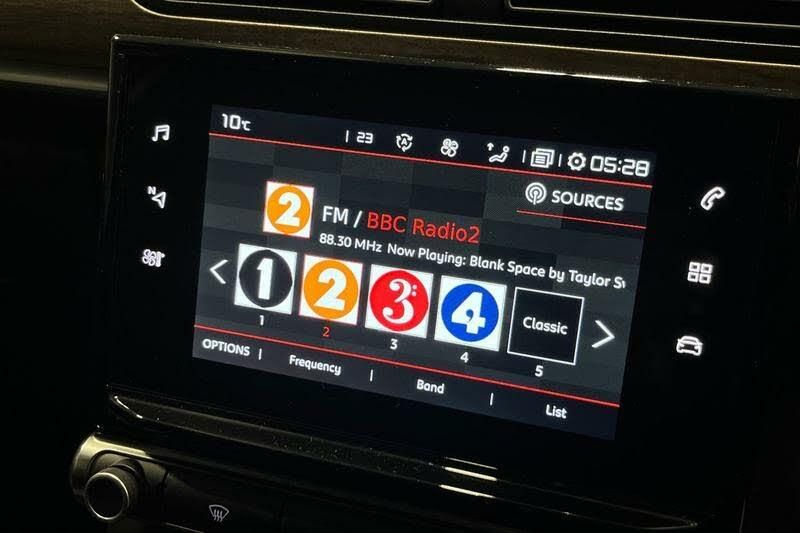 10°C
23 A 05:28
SOURCES
N
2 FM / BBC Radio2
88.30 MHz Now Playing: Blank Space by Taylor Sw
1 2 3: 4 Classic
1 2 3 4 5
OPTIONS Frequency Band List